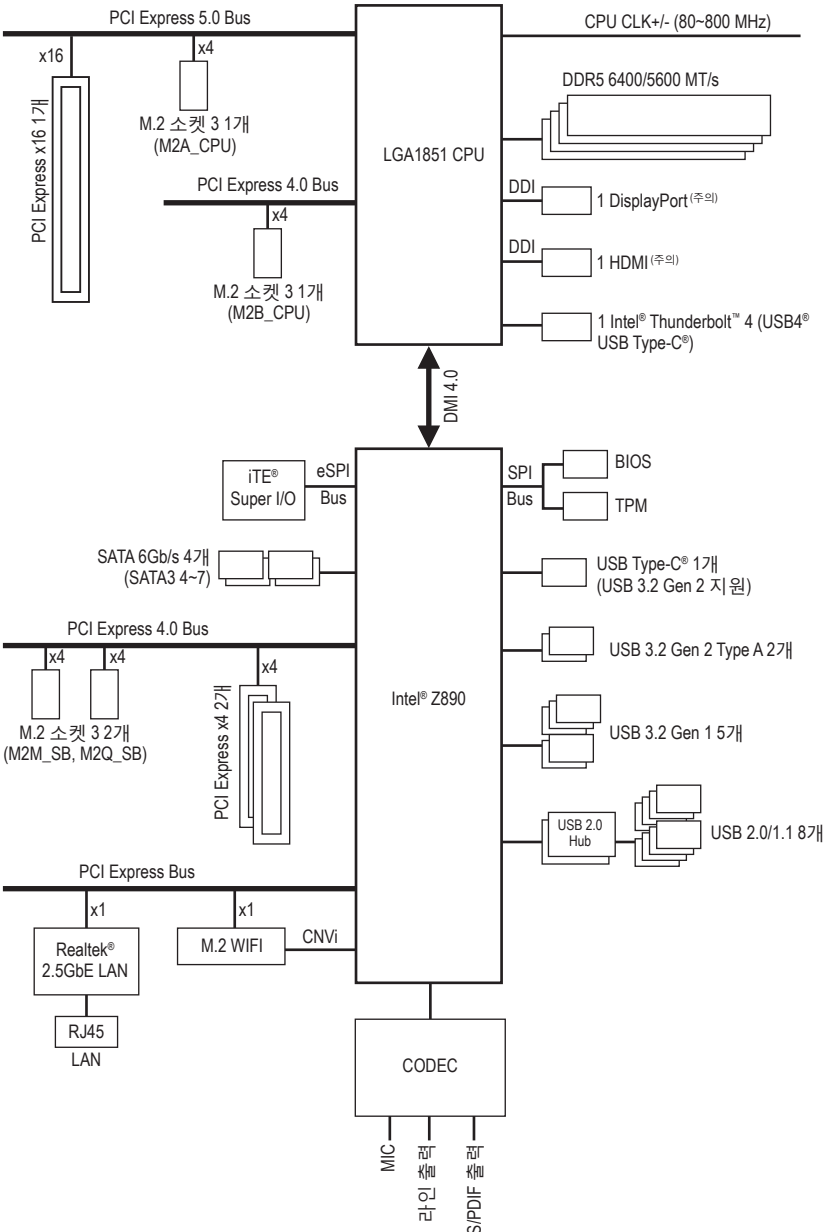 PCI Express 5.0 Bus
CPU CLK+/- (80~800 MHz)
x16
x4
PCI Express x16 1개
M.2 소켓 3 1개
(M2A_CPU)
DDR5 6400/5600 MT/s
LGA1851 CPU
PCI Express 4.0 Bus
x4
M.2 소켓 3 1개
(M2B_CPU)
DDI
1 DisplayPort (주의)
DDI
1 HDMI (주의)
1 Intel® Thunderbolt™ 4 (USB4®
USB Type-C®)
DMI 4.0
iTE®
Super I/O
eSPI
Bus
SPI
Bus
BIOS
TPM
SATA 6Gb/s 4개
(SATA3 4~7)
USB Type-C® 1개
(USB 3.2 Gen 2 지원)
PCI Express 4.0 Bus
x4
x4
x4
M.2 소켓 3 2개
(M2M_SB, M2Q_SB)
PCI Express x4 2개
Intel® Z890
USB 3.2 Gen 2 Type A 2개
USB 3.2 Gen 1 5개
USB 2.0
Hub
USB 2.0/1.1 8개
PCI Express Bus
x1
x1
Realtek®
2.5GbE LAN
M.2 WIFI
CNVi
RJ45
LAN
CODEC
MIC
라인 출력
S/PDIF 출력